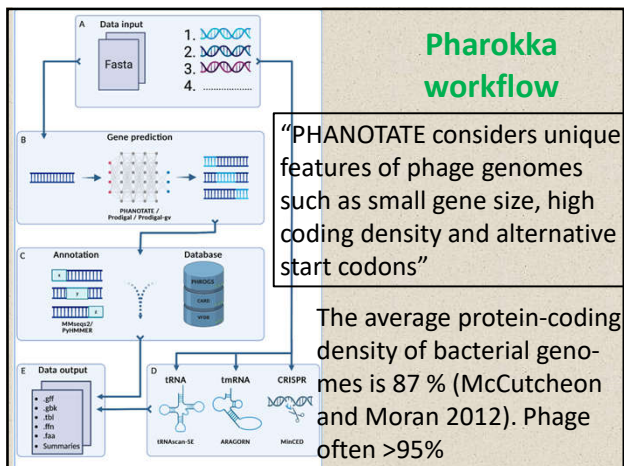 A
Data input
Fasta
1.
2.
3.
4. ...................
B
Gene prediction
PHANOTATE /
Prodigal / Prodigal-gv
C
Annotation
MMseqs2/
PyHMMER
Database
PHROGS
CARD
VFDB
E
Data output
.gff
.gbk
.tbl
.ffn
.faa
Summaries
D
tRNA
tRNAscan-SE
tmRNA
ARAGORN
CRISPR
MinCED
Pharokka
workflow
“PHANOTATE considers unique
features of phage genomes
such as small gene size, high
coding density and alternative
start codons”
The average protein-coding
density of bacterial geno-
mes is 87 % (McCutcheon
and Moran 2012). Phage
often >95%